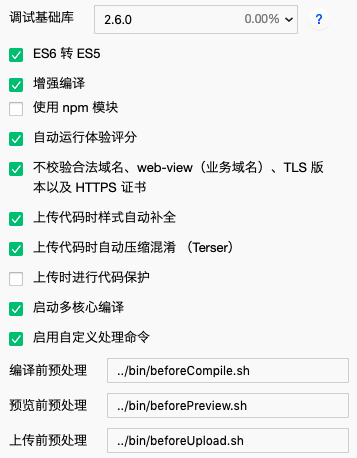 调试基础库 2.6.0 0.00% ?
ES6 转 ES5
增强编译
使用 npm 模块
自动运行体验评分
不校验合法域名、web-view（业务域名）、TLS 版
本以及 HTTPS 证书
上传代码时样式自动补全
上传代码时自动压缩混淆 （Terser）
上传时进行代码保护
启动多核心编译
启用自定义处理命令
编译前预处理 ../bin/beforeCompile.sh
预览前预处理 ../bin/beforePreview.sh
上传前预处理 ../bin/beforeUpload.sh